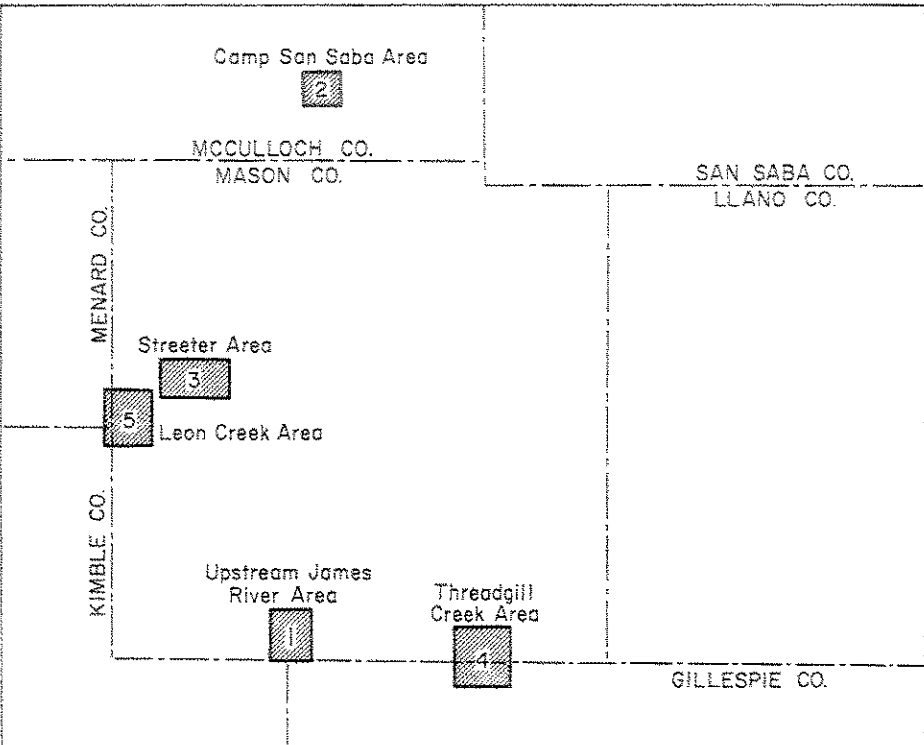 Camp San Saba Area
2
MCCULLOCH CO.
MASON CO.
SAN SABA CO.
LLANO CO.
MENARD CO.
Streeter Area
3
5
Leon Creek Area
KIMBLE CO.
Upstream James
River Area
1
Threadgill
Creek Area
4
GILLESPIE CO.